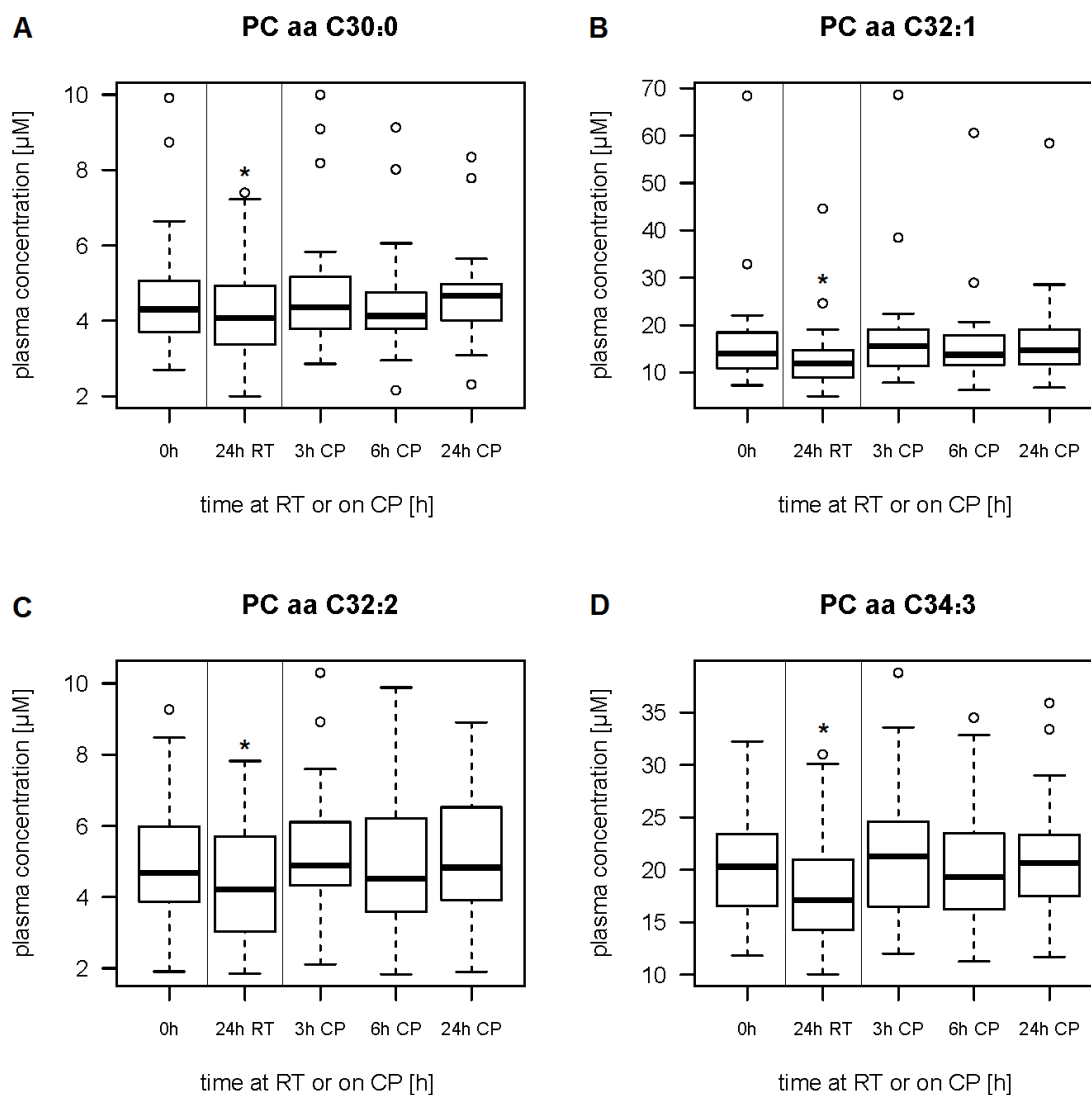 A
PC aa C30:0
plasma concentration [µM]
10
8
6
4
2
*
0h
24h RT
3h CP
6h CP
24h CP
time at RT or on CP [h]
B
PC aa C32:1
plasma concentration [µM]
70
60
50
40
30
20
10
*
0h
24h RT
3h CP
6h CP
24h CP
time at RT or on CP [h]
C
PC aa C32:2
plasma concentration [µM]
10
8
6
4
2
*
0h
24h RT
3h CP
6h CP
24h CP
time at RT or on CP [h]
D
PC aa C34:3
plasma concentration [µM]
35
30
25
20
15
10
*
0h
24h RT
3h CP
6h CP
24h CP
time at RT or on CP [h]